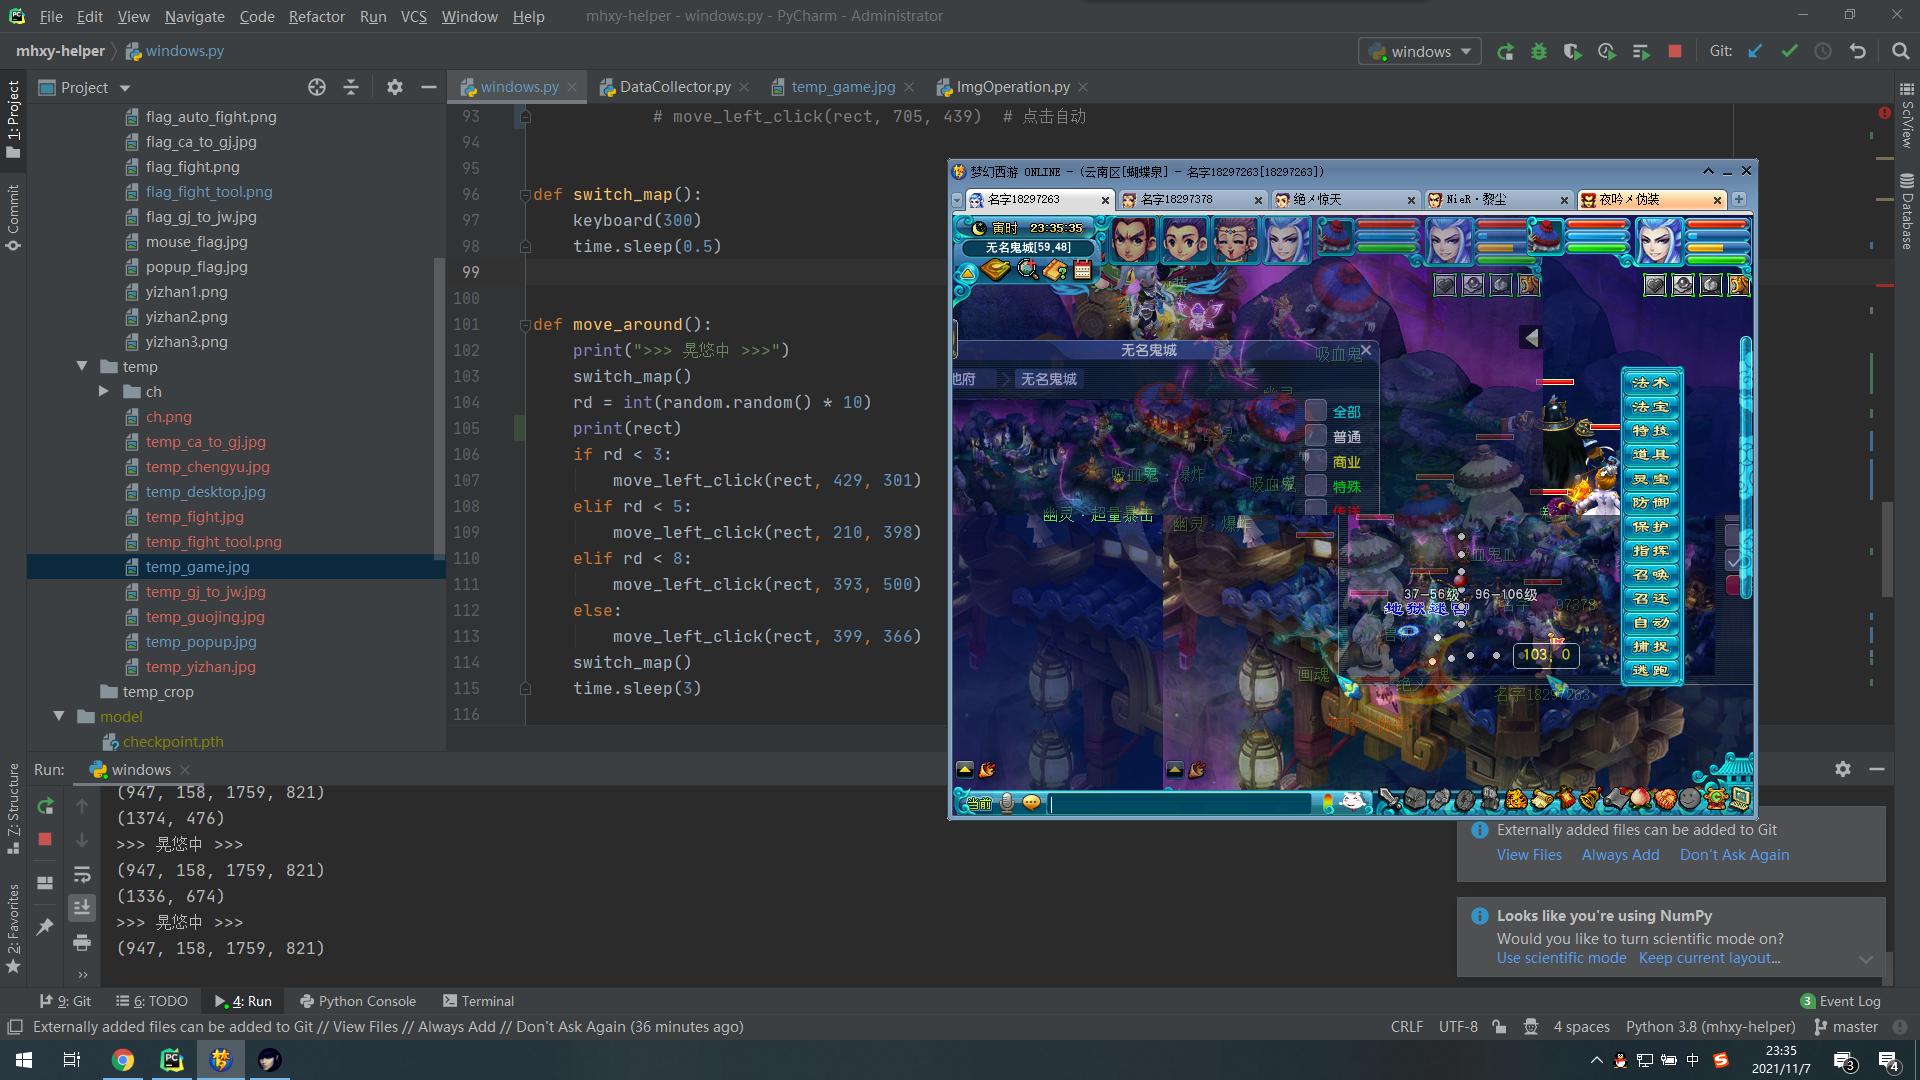 File Edit View Navigate Code Refactor Run VCS Window Help mhxy-helper - windows.py - PyCharm - Administrator
mhxy-helper windows.py
windows Git:
1: Project
Commit
Project
flag_auto_fight.png
flag_ca_to_gj.jpg
flag_fight.png
flag_fight_tool.png
flag_gj_to_jw.jpg
mouse_flag.jpg
popup_flag.jpg
yizhan1.png
yizhan2.png
yizhan3.png
temp
ch
ch.png
temp_ca_to_gj.jpg
temp_chengyu.jpg
temp_desktop.jpg
temp_fight.jpg
temp_fight_tool.png
temp_game.jpg
temp_gj_to_jw.jpg
temp_guojing.jpg
temp_popup.jpg
temp_yizhan.jpg
temp_crop
model
checkpoint.pth
windows.py DataCollector.py temp_game.jpg ImgOperation.py
93 # move_left_click(rect, 705, 439) # 点击自动
94
95
96 def switch_map():
97 keyboard(300)
98 time.sleep(0.5)
99
100
101 def move_around():
102 print(">>> 晃悠中 >>>")
103 switch_map()
104 rd = int(random.random() * 10)
105 print(rect)
106 if rd < 3:
107 move_left_click(rect, 429, 301)
108 elif rd < 5:
109 move_left_click(rect, 210, 398)
110 elif rd < 8:
111 move_left_click(rect, 393, 500)
112 else:
113 move_left_click(rect, 399, 366)
114 switch_map()
115 time.sleep(3)
116
SciView
Database
梦幻西游 ONLINE - (云南区[蝴蝶泉] - 名字18297263[18297263])
名字18297263 名字18297378 绝メ惊天 NieR·黎尘 夜吟メ伪装
寅时 23:35:35
无名鬼城[59,48]
无名鬼城
吸血鬼
地府 无名鬼城
幽灵
全部
普通
商业
特殊
传送
吸血鬼·爆炸
吸血鬼
幽灵·超量暴击
幽灵·爆炸
37-56级，96-106级
地狱迷宫
103, 0
画魂
名字18297263
法术
法宝
特技
道具
灵宝
防御
保护
指挥
召唤
召还
自动
捕捉
逃跑
当前
Run: windows
(947, 158, 1759, 821)
(1374, 476)
>>> 晃悠中 >>>
(947, 158, 1759, 821)
(1336, 674)
>>> 晃悠中 >>>
(947, 158, 1759, 821)
Z: Structure
2: Favorites
Externally added files can be added to Git
View Files Always Add Don't Ask Again
Looks like you're using NumPy
Would you like to turn scientific mode on?
Use scientific mode Keep current layout...
9: Git 6: TODO 4: Run Python Console Terminal 3 Event Log
Externally added files can be added to Git // View Files // Always Add // Don't Ask Again (36 minutes ago) CRLF UTF-8 4 spaces Python 3.8 (mhxy-helper) master
中 23:35
2021/11/7
3 4